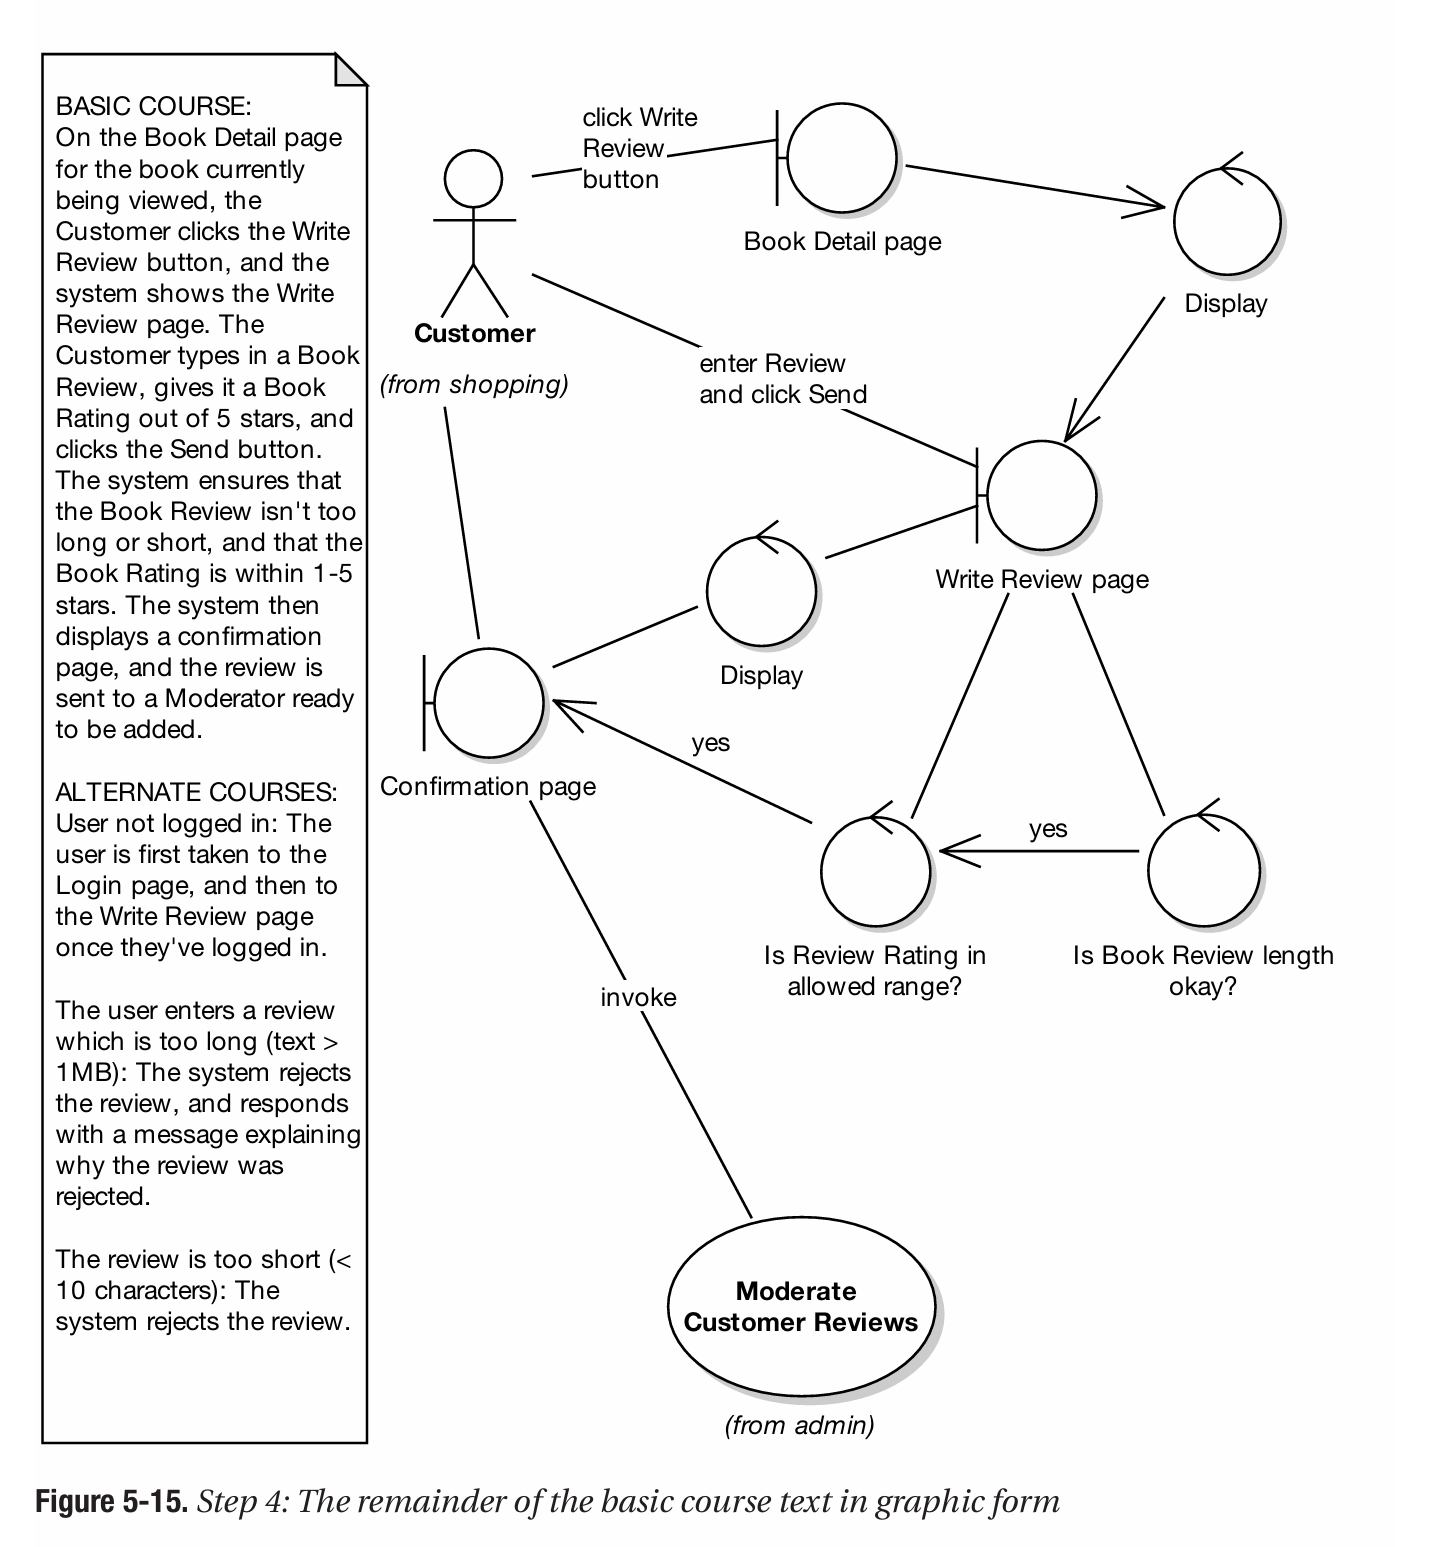 BASIC COURSE:
On the Book Detail page
for the book currently
being viewed, the
Customer clicks the Write
Review button, and the
system shows the Write
Review page. The
Customer types in a Book
Review, gives it a Book
Rating out of 5 stars, and
clicks the Send button.
The system ensures that
the Book Review isn't too
long or short, and that the
Book Rating is within 1-5
stars. The system then
displays a confirmation
page, and the review is
sent to a Moderator ready
to be added.
ALTERNATE COURSES:
User not logged in: The
user is first taken to the
Login page, and then to
the Write Review page
once they've logged in.
The user enters a review
which is too long (text >
1MB): The system rejects
the review, and responds
with a message explaining
why the review was
rejected.
The review is too short (<
10 characters): The
system rejects the review.
click Write
Review
button
Book Detail page
Display
Customer
(from shopping)
enter Review
and click Send
Write Review page
Display
Confirmation page
yes
yes
Is Review Rating in
allowed range?
Is Book Review length
okay?
invoke
Moderate
Customer Reviews
(from admin)
Figure 5-15. Step 4: The remainder of the basic course text in graphic form